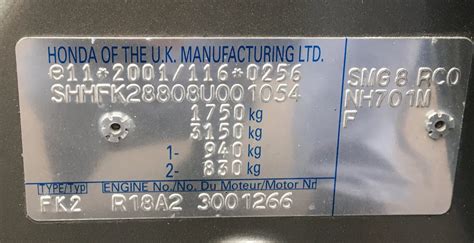 HONDA OF THE U.K. MANUFACTURING LTD.
e11*2001/116*0256
SHHFK28808U001054
1750 kg
3150 kg
1- 940 kg
2- 830 kg
SMG8 RC0
NH701M
F
TYPE/TYP ENGINE No./No. Du Moteur/Motor Nr
FK2 R18A2 3001266